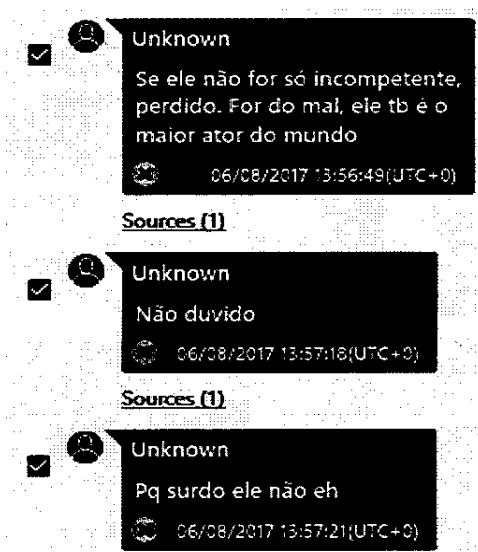 Unknown
Se ele não for só incompetente,
perdido. For do mal, ele tb é o
maior ator do mundo
06/08/2017 13:56:49(UTC+0)
Sources (1)
Unknown
Não duvido
06/08/2017 13:57:18(UTC+0)
Sources (1)
Unknown
Pq surdo ele não eh
06/08/2017 13:57:21(UTC+0)